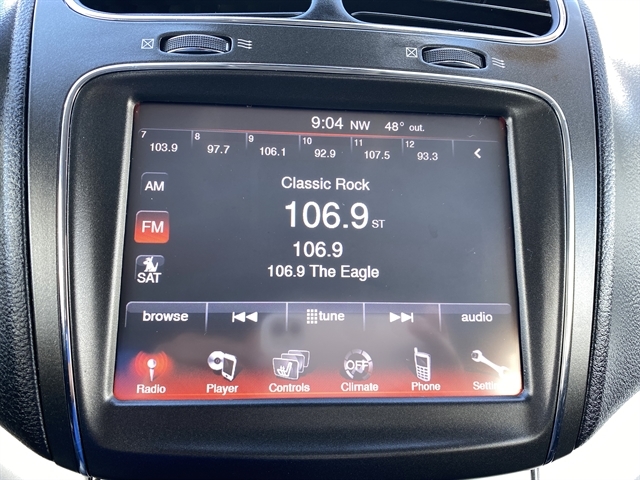 9:04 NW 48° out.
7 103.9 8 97.7 9 106.1 10 92.9 11 107.5 12 93.3
AM
Classic Rock
FM
106.9 ST
106.9
SAT
106.9 The Eagle
browse tune audio
OFF
Radio Player Controls Climate Phone